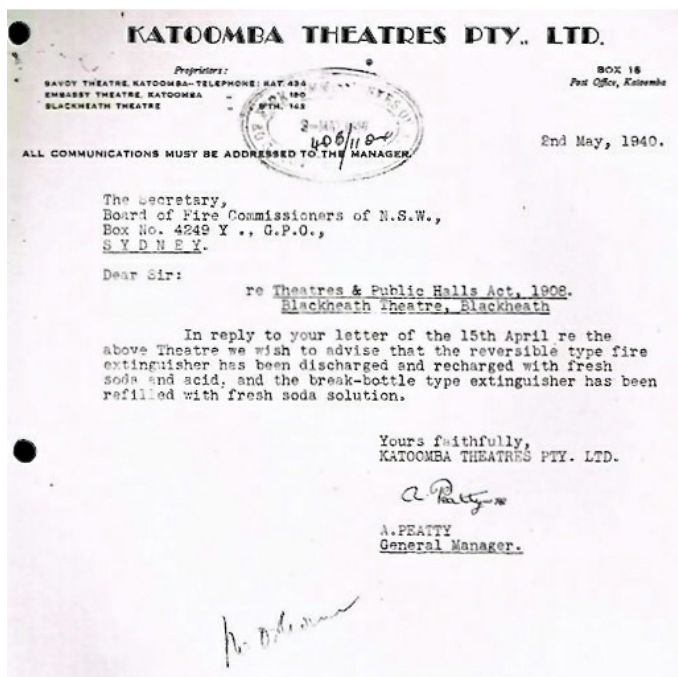 KATOOMBA THEATRES PTY., LTD.
Proprietors:
SAVOY THEATRE, KATOOMBA--TELEPHONE: KAT. 434
EMBASSY THEATRE, KATOOMBA
BLACKHEATH THEATRE
BOX 16
Post Office, Katoomba
406/1104
2nd May, 1940.
ALL COMMUNICATIONS MUST BE ADDRESSED TO THE MANAGER.
The Secretary,
Board of Fire Commissioners of N.S.W.,
Box No. 4249 Y ., G.P.O.,
SYDNEY.
Dear Sir:
re Theatres & Public Halls Act, 1908.
Blackheath Theatre, Blackheath
In reply to your letter of the 15th April re the
above Theatre we wish to advise that the reversible type fire
extinguisher has been discharged and recharged with fresh
soda and acid, and the break-bottle type extinguisher has been
refilled with fresh soda solution.
Yours faithfully,
KATOOMBA THEATRES PTY. LTD.
A. Peatty
A.PEATTY
General Manager.